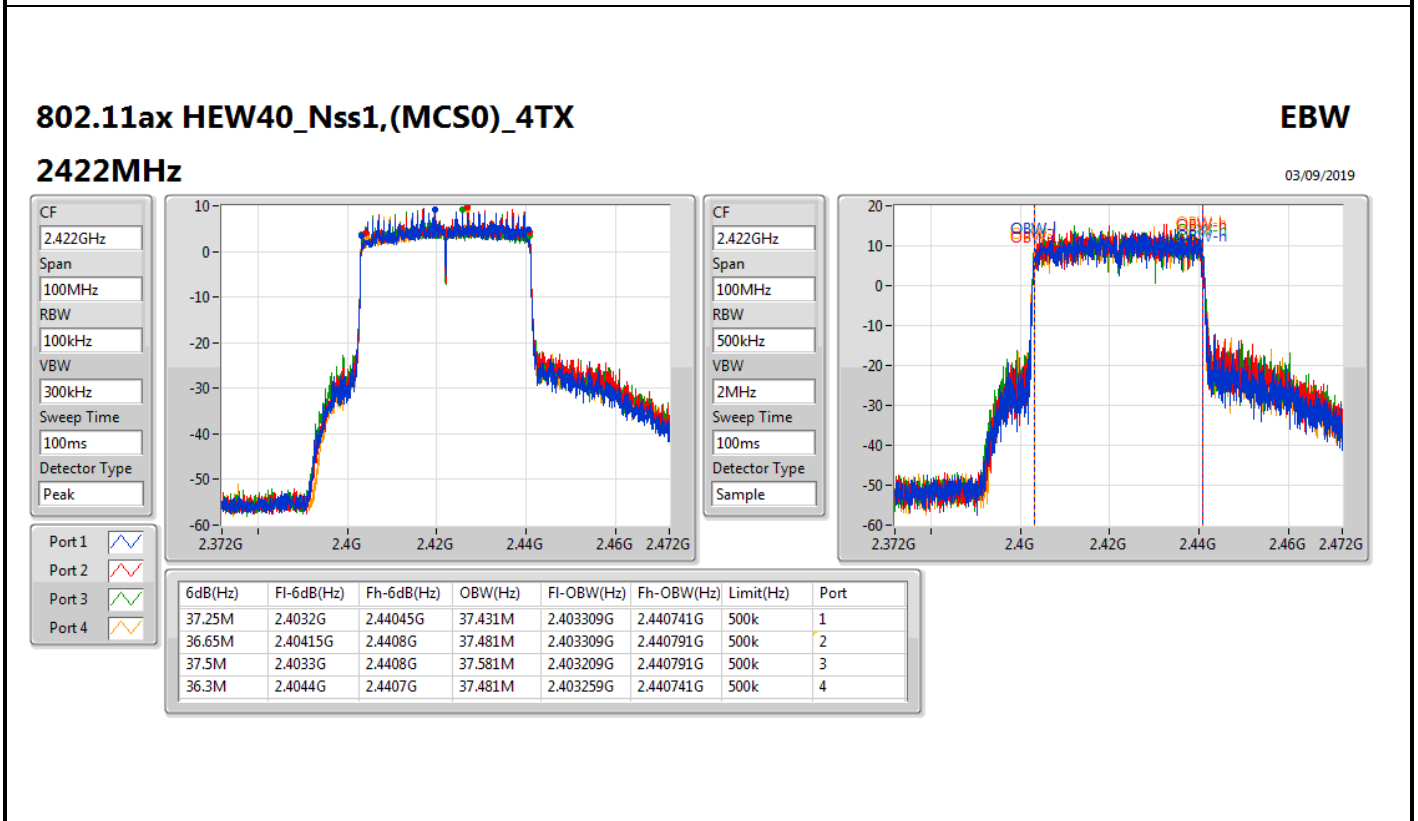 802.11ax HEW40_Nss1,(MCS0)_4TX EBW
2422MHz 03/09/2019
CF
2.422GHz
Span
100MHz
RBW
100kHz
VBW
300kHz
Sweep Time
100ms
Detector Type
Peak
10
0
-10
-20
-30
-40
-50
-60
2.372G 2.4G 2.42G 2.44G 2.46G 2.472G
CF
2.422GHz
Span
100MHz
RBW
500kHz
VBW
2MHz
Sweep Time
100ms
Detector Type
Sample
20
10
0
-10
-20
-30
-40
-50
-60
2.372G 2.4G 2.42G 2.44G 2.46G 2.472G
OBW-l OBW-h
Port 1
Port 2
Port 3
Port 4
6dB(Hz) Fl-6dB(Hz) Fh-6dB(Hz) OBW(Hz) Fl-OBW(Hz) Fh-OBW(Hz) Limit(Hz) Port
37.25M 2.4032G 2.44045G 37.431M 2.403309G 2.440741G 500k 1
36.65M 2.40415G 2.4408G 37.481M 2.403309G 2.440791G 500k 2
37.5M 2.4033G 2.4408G 37.581M 2.403209G 2.440791G 500k 3
36.3M 2.4044G 2.4407G 37.481M 2.403259G 2.440741G 500k 4